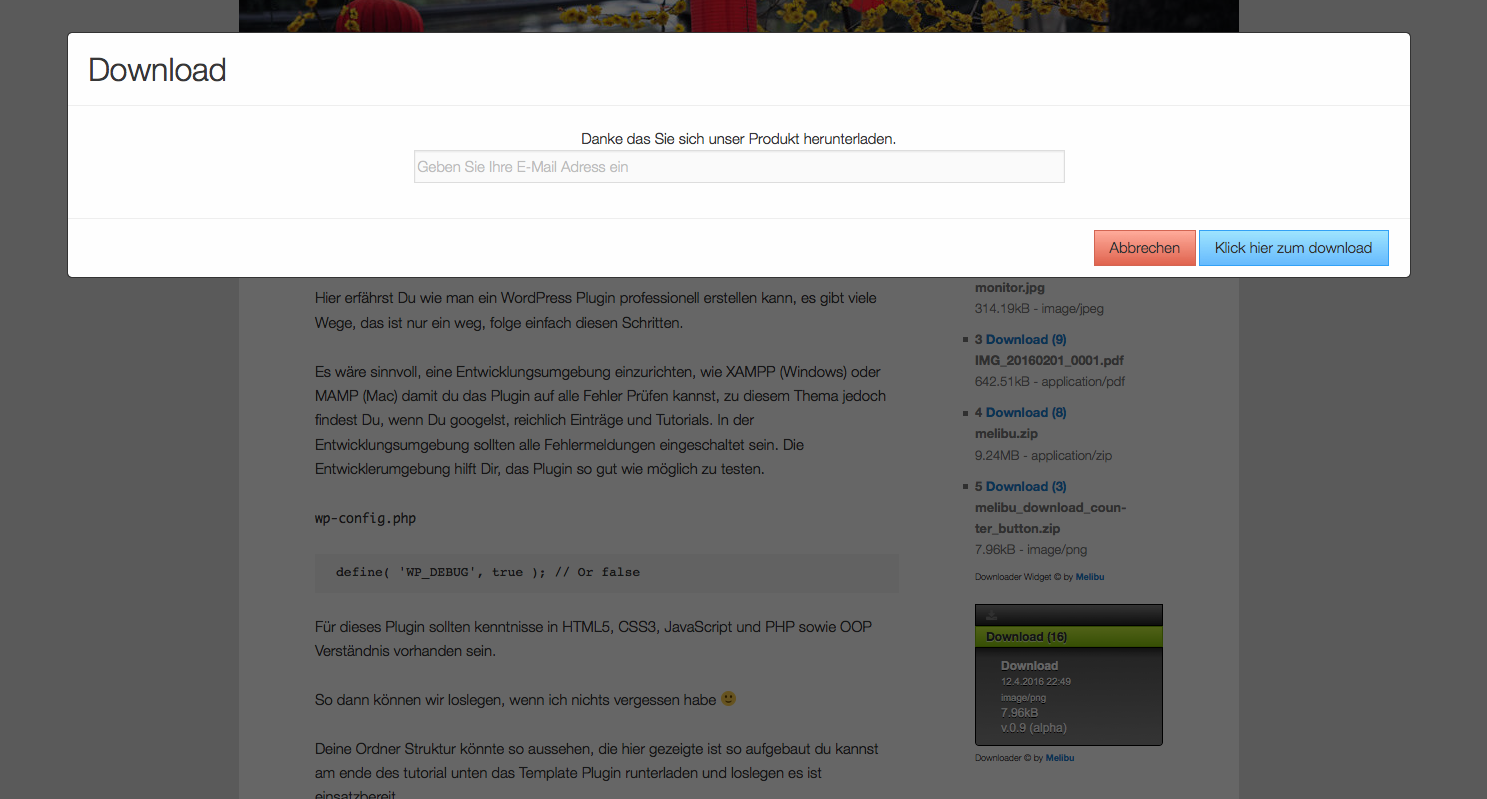 Download
Danke das Sie sich unser Produkt herunterladen.
Geben Sie Ihre E-Mail Adress ein
Abbrechen
Klick hier zum download
Hier erfährst Du wie man ein WordPress Plugin professionell erstellen kann, es gibt viele
Wege, das ist nur ein weg, folge einfach diesen Schritten.
Es wäre sinnvoll, eine Entwicklungsumgebung einzurichten, wie XAMPP (Windows) oder
MAMP (Mac) damit du das Plugin auf alle Fehler Prüfen kannst, zu diesem Thema jedoch
findest Du, wenn Du googelst, reichlich Einträge und Tutorials. In der
Entwicklungsumgebung sollten alle Fehlermeldungen eingeschaltet sein. Die
Entwicklerumgebung hilft Dir, das Plugin so gut wie möglich zu testen.
wp-config.php
define( 'WP_DEBUG', true ); // Or false
Für dieses Plugin sollten kenntnisse in HTML5, CSS3, JavaScript und PHP sowie OOP
Verständnis vorhanden sein.
So dann können wir loslegen, wenn ich nichts vergessen habe 🙂
Deine Ordner Struktur könnte so aussehen, die hier gezeigte ist so aufgebaut du kannst
am ende des tutorial unten das Template Plugin runterladen und loslegen es ist
einsatzbereit
monitor.jpg
314.19kB - image/jpeg
3 Download (9)
IMG_20160201_0001.pdf
642.51kB - application/pdf
4 Download (8)
melibu.zip
9.24MB - application/zip
5 Download (3)
melibu_download_coun-
ter_button.zip
7.96kB - image/png
Downloader Widget © by Melibu
Download (16)
Download
12.4.2016 22:49
image/png
7.96kB
v.0.9 (alpha)
Downloader © by Melibu